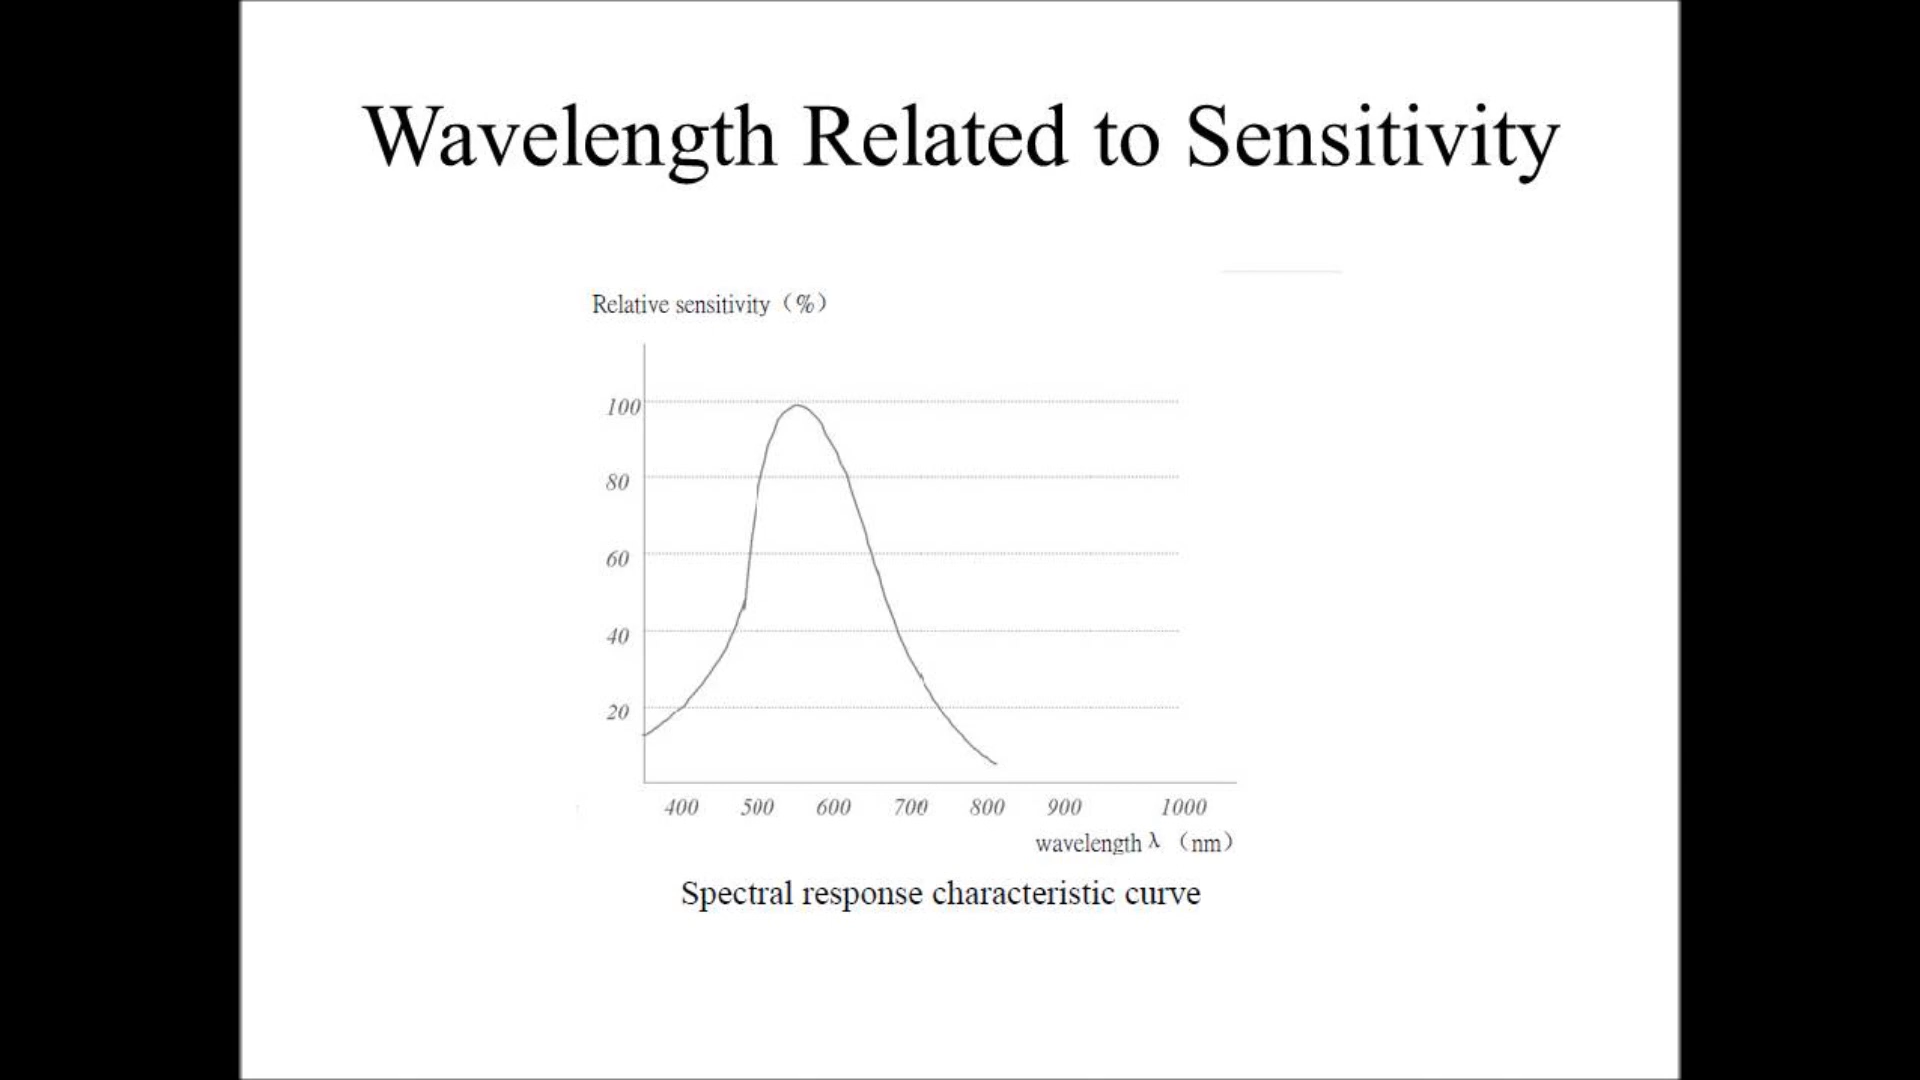 Wavelength Related to Sensitivity
Relative sensitivity (%)
100
80
60
40
20
400 500 600 700 800 900 1000
wavelength λ (nm)
Spectral response characteristic curve